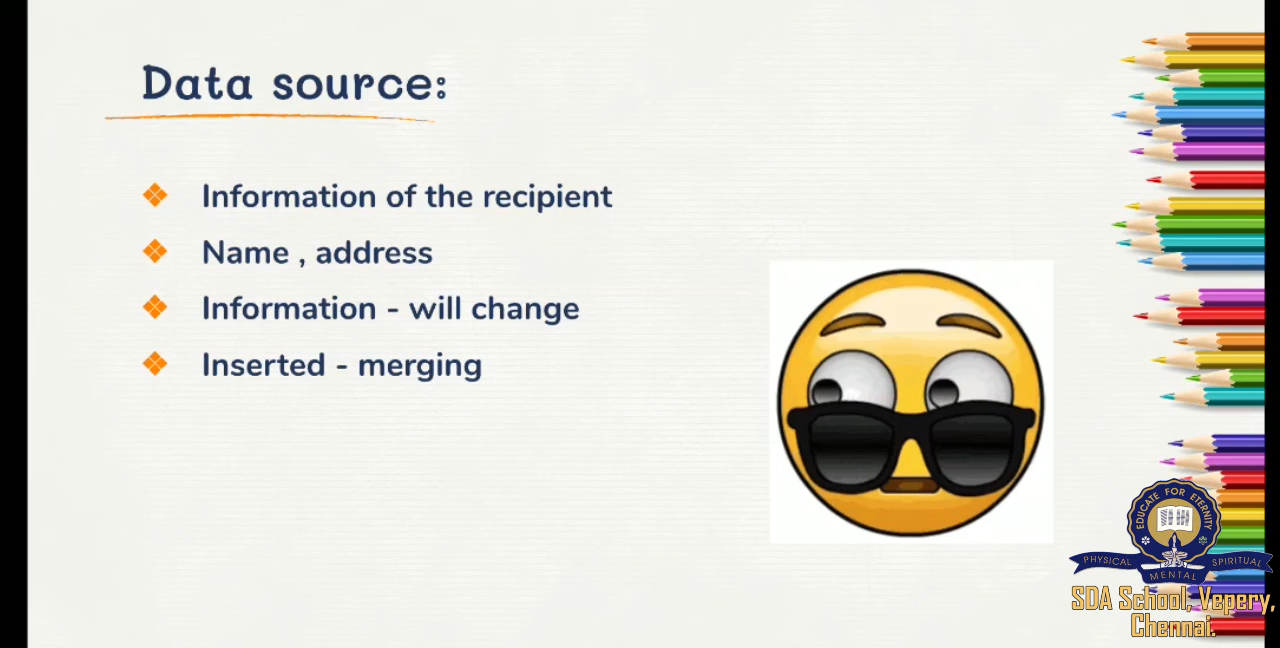 Data source:
❖ Information of the recipient
❖ Name , address
❖ Information - will change
❖ Inserted - merging
EDUCATE FOR ETERNITY
PHYSICAL MENTAL SPIRITUAL
SDA School, Vepery,
Chennai.